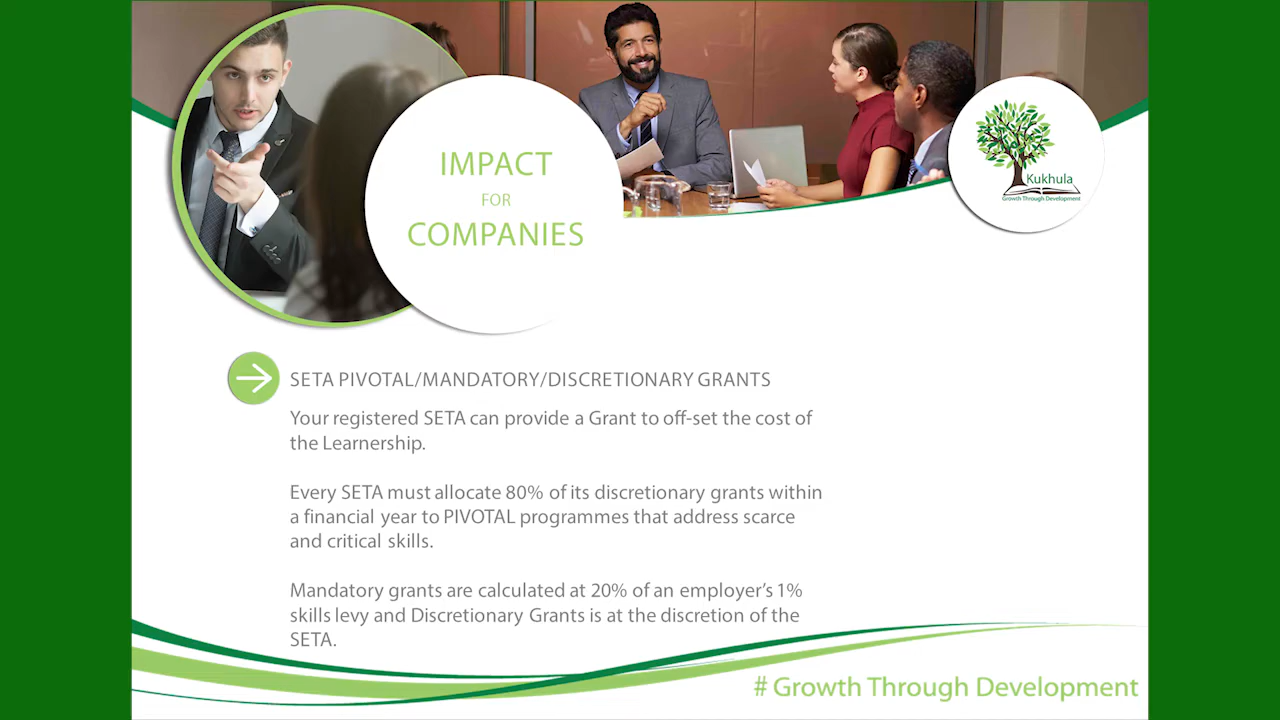 IMPACT
FOR
COMPANIES
Kukhula
Growth Through Development
SETA PIVOTAL/MANDATORY/DISCRETIONARY GRANTS
Your registered SETA can provide a Grant to off-set the cost of
the Learnership.
Every SETA must allocate 80% of its discretionary grants within
a financial year to PIVOTAL programmes that address scarce
and critical skills.
Mandatory grants are calculated at 20% of an employer’s 1%
skills levy and Discretionary Grants is at the discretion of the
SETA.
# Growth Through Development